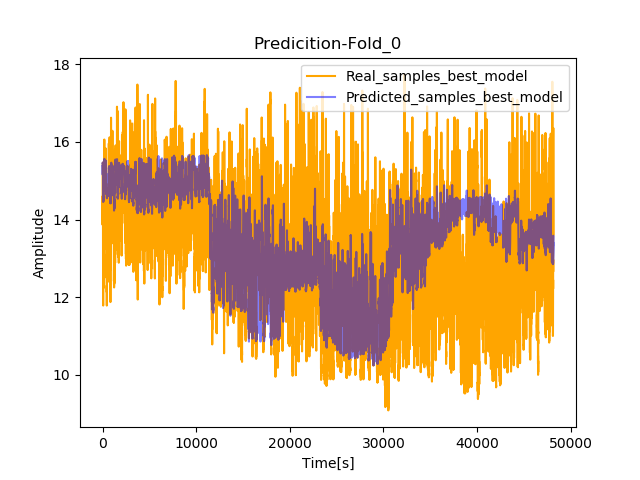 Predicition-Fold_0
Real_samples_best_model
Predicted_samples_best_model
18
16
14
12
10
Amplitude
0
10000
20000
30000
40000
50000
Time[s]